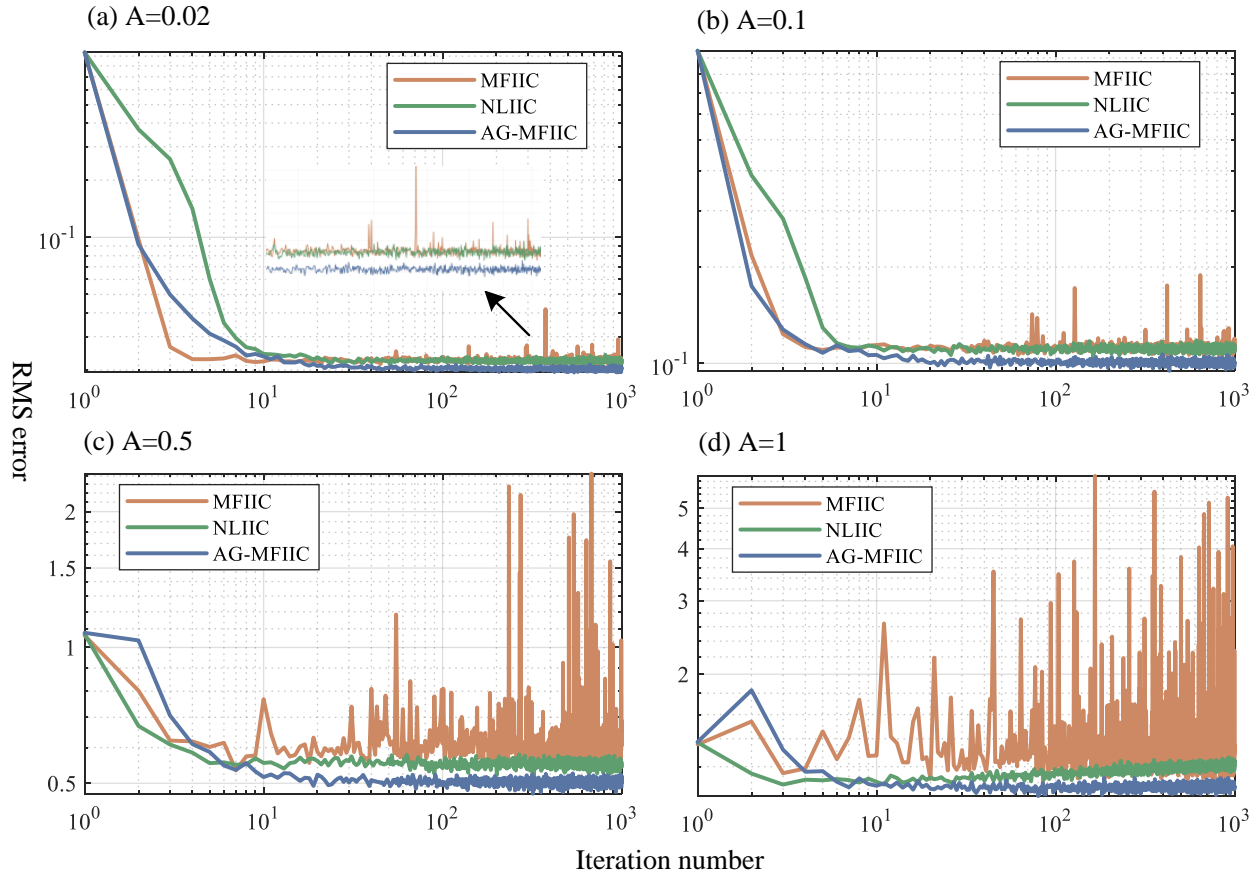 (a) A=0.02
(b) A=0.1
MFIIC
NLIIC
AG-MFIIC
10^-1
10^0
10^1
10^2
10^3
MFIIC
NLIIC
AG-MFIIC
10^-1
10^0
10^1
10^2
10^3
RMS error
(c) A=0.5
(d) A=1
MFIIC
NLIIC
AG-MFIIC
2
1.5
1
0.5
10^0
10^1
10^2
10^3
MFIIC
NLIIC
AG-MFIIC
5
4
3
2
10^0
10^1
10^2
10^3
Iteration number